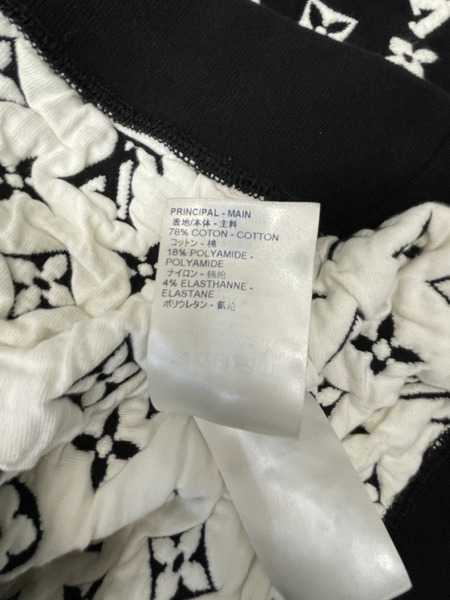 PRINCIPAL - MAIN
表地/本体 - 主料
78% COTON - COTTON
コットン - 棉
18% POLYAMIDE -
POLYAMIDE
ナイロン - 锦纶
4% ELASTHANNE -
ELASTANE
ポリウレタン - 氨纶